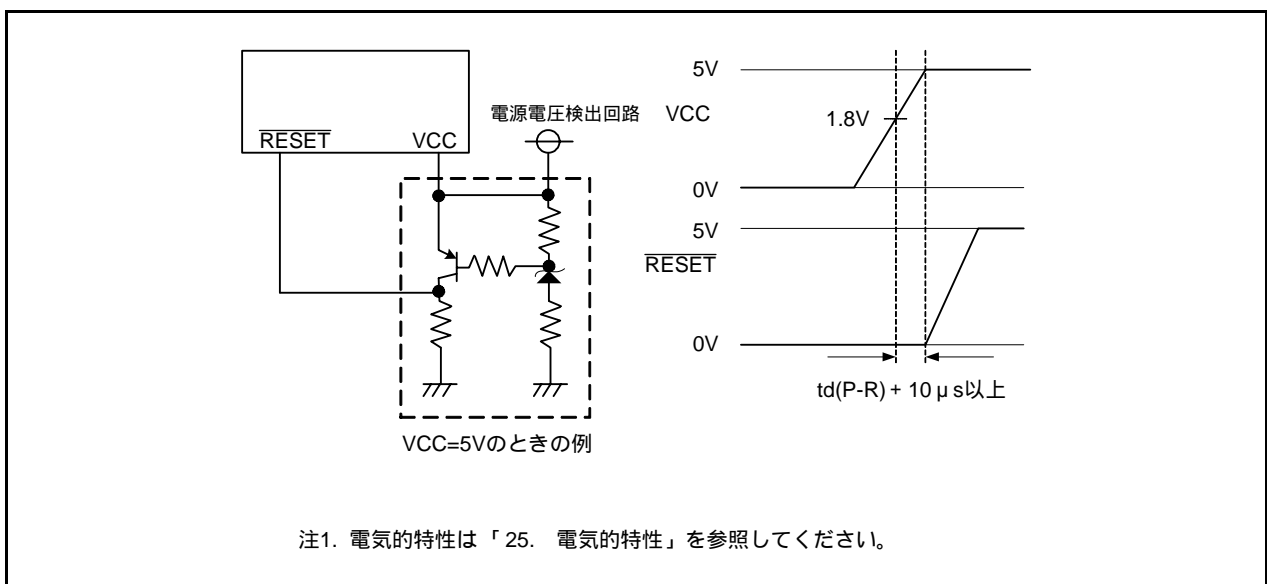 RESET
VCC
電源電圧検出回路
VCC=5Vのときの例
5V
VCC
1.8V
0V
5V
RESET
0V
td(P-R) + 10 μ s以上
注1. 電気的特性は「 25. 電気的特性」を参照してください。